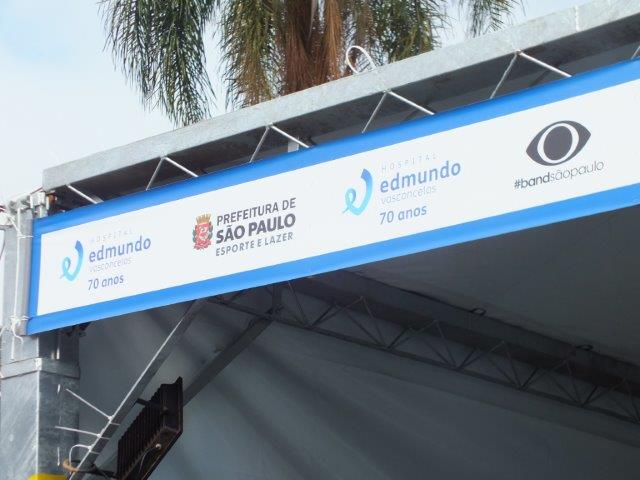 HOSPITAL
edmundo
vasconcelos
70 anos
PREFEITURA DE
SÃO PAULO
ESPORTE E LAZER
HOSPITAL
edmundo
vasconcelos
70 anos
#bandsãopaulo